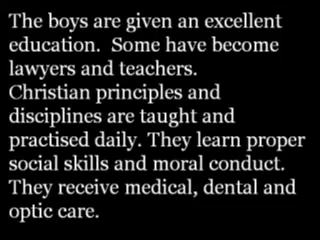 The boys are given an excellent
education.  Some have become
lawyers and teachers.
Christian principles and
disciplines are taught and
practised daily. They learn proper
social skills and moral conduct.
They receive medical, dental and
optic care.